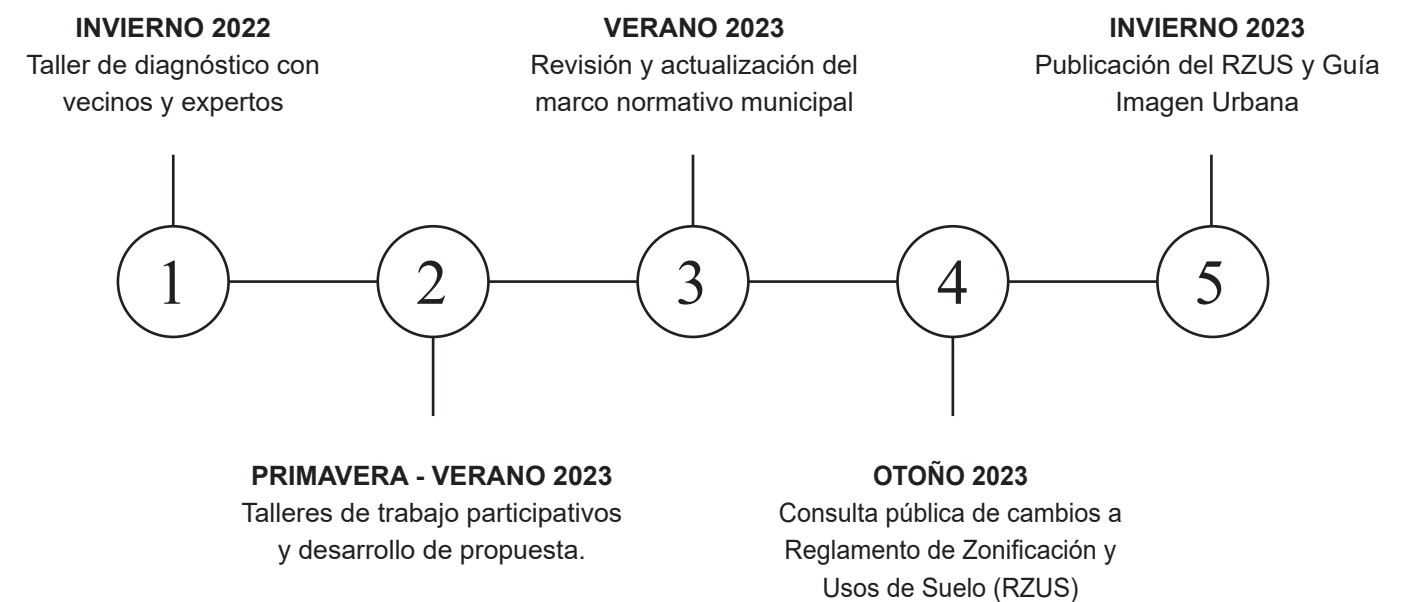 INVIERNO 2022
Taller de diagnóstico con
vecinos y expertos
VERANO 2023
Revisión y actualización del
marco normativo municipal
INVIERNO 2023
Publicación del RZUS y Guía
Imagen Urbana
1
2
3
4
5
PRIMAVERA - VERANO 2023
Talleres de trabajo participativos
y desarrollo de propuesta.
OTOÑO 2023
Consulta pública de cambios a
Reglamento de Zonificación y
Usos de Suelo (RZUS)